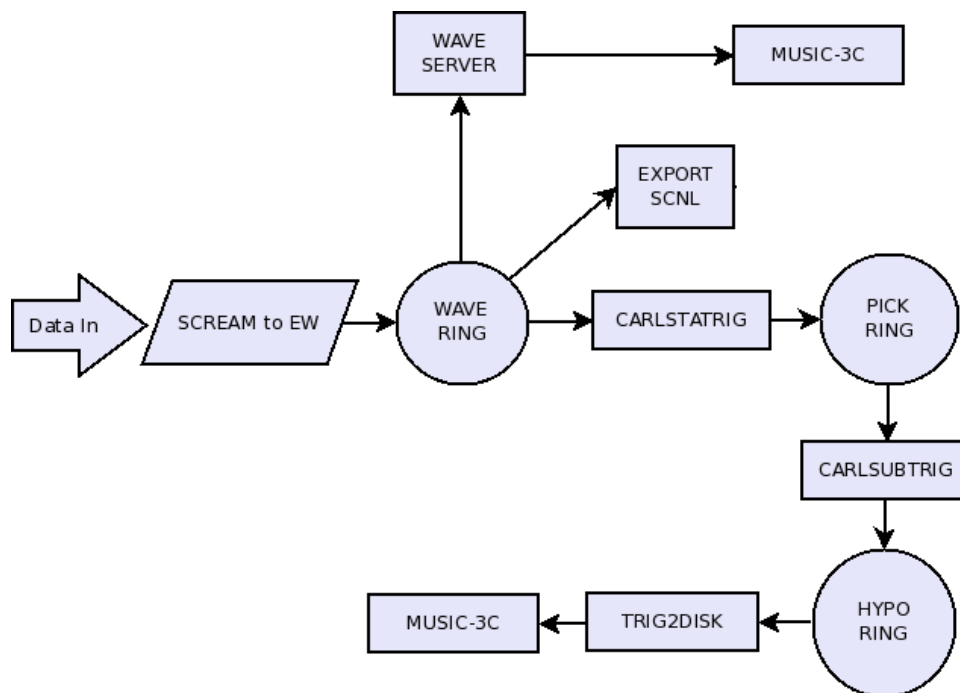 WAVE
SERVER
MUSIC-3C
EXPORT
SCNL
Data In
SCREAM to EW
WAVE
RING
CARLSTATRIG
PICK
RING
CARLSUBTRIG
HYPO
RING
TRIG2DISK
MUSIC-3C